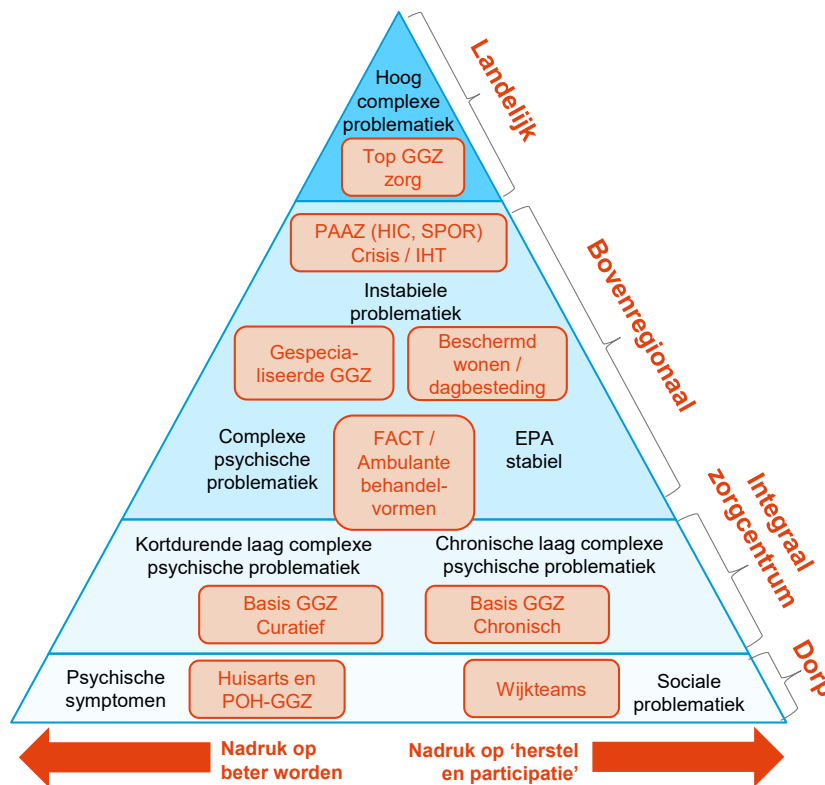 Hoog
complexe
problematiek
Top GGZ
zorg
Landelijk
PAAZ (HIC, SPOR)
Crisis / IHT
Instabiele
problematiek
Gespecia-
liseerde GGZ
Beschermd
wonen /
dagbesteding
Bovenregionaal
Complexe
psychische
problematiek
FACT /
Ambulante
behandel-
vormen
EPA
stabiel
Kortdurende laag complexe
psychische problematiek
Chronische laag complexe
psychische problematiek
Basis GGZ
Curatief
Basis GGZ
Chronisch
Integraal
zorgcentrum
Psychische
symptomen
Huisarts en
POH-GGZ
Wijkteams
Sociale
problematiek
Dorp
Nadruk op
beter worden
Nadruk op ‘herstel
en participatie’